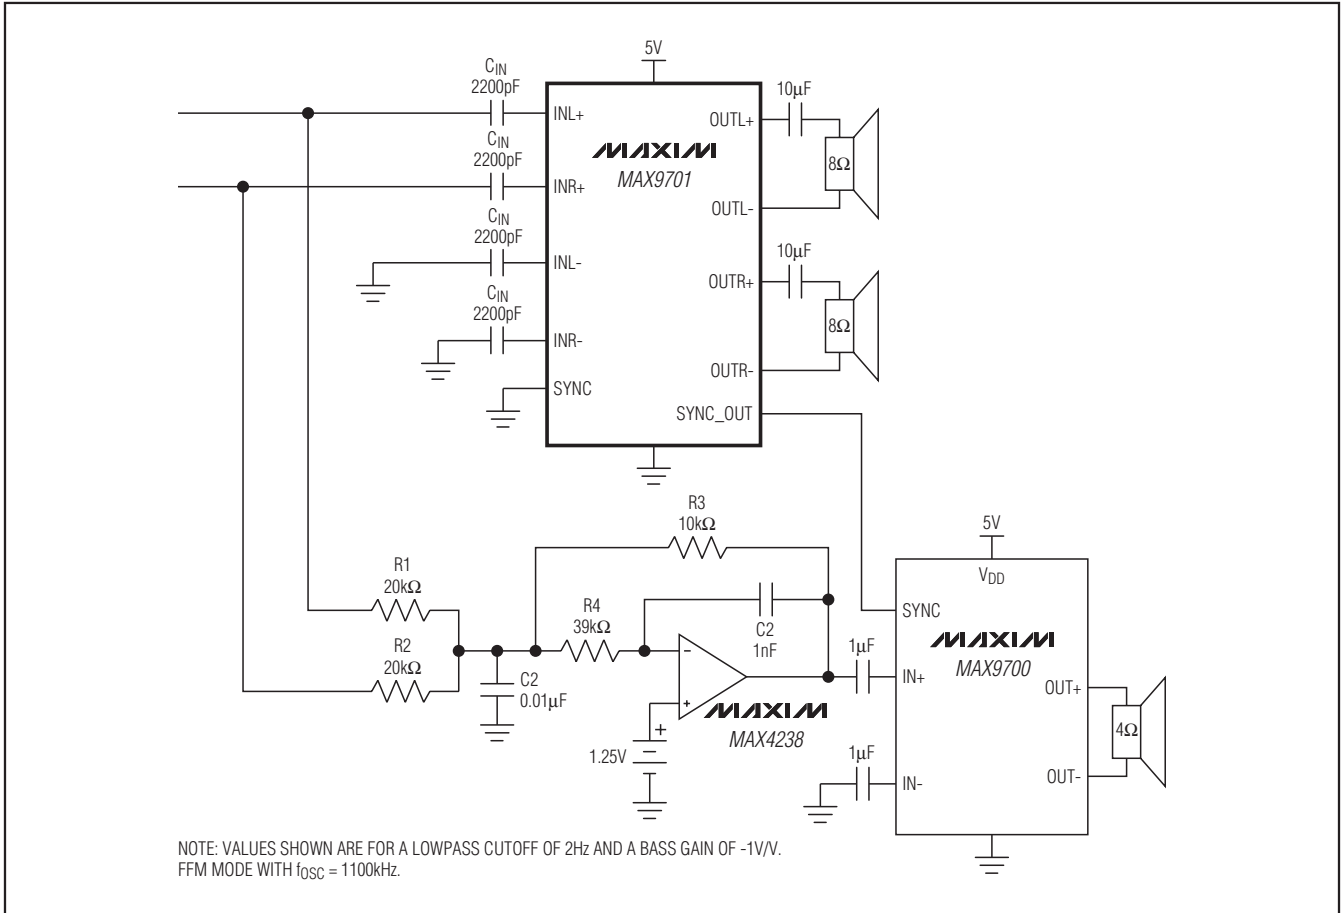 5V
C_IN
2200pF
10µF
INL+
OUTL+
MAXIM
MAX9701
8Ω
C_IN
2200pF
INR+
OUTL-
C_IN
2200pF
INL-
10µF
OUTR+
8Ω
C_IN
2200pF
INR-
OUTR-
SYNC
SYNC_OUT
R3
10kΩ
R1
20kΩ
R2
20kΩ
R4
39kΩ
C2
1nF
C2
0.01µF
-
+
+
1.25V
MAXIM
MAX4238
5V
V_DD
SYNC
MAXIM
MAX9700
1µF
IN+
OUT+
4Ω
1µF
IN-
OUT-
NOTE: VALUES SHOWN ARE FOR A LOWPASS CUTOFF OF 2Hz AND A BASS GAIN OF -1V/V.
FFM MODE WITH f_OSC = 1100kHz.